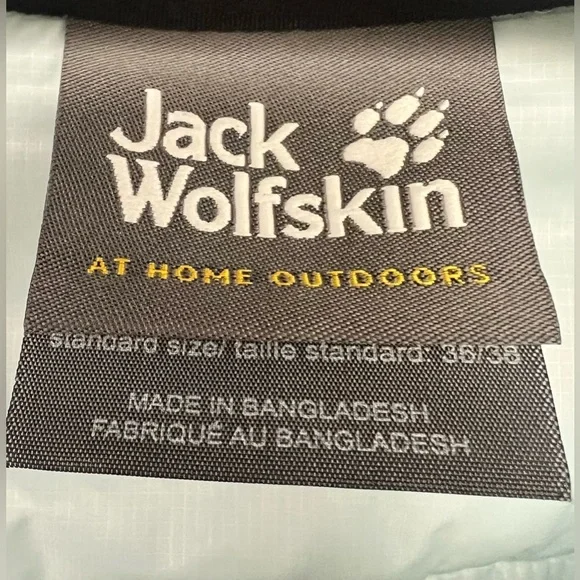 Jack
Wolfskin
AT HOME OUTDOORS
standard size/ taille standard: 36/38
MADE IN BANGLADESH
FABRIQUÉ AU BANGLADESH